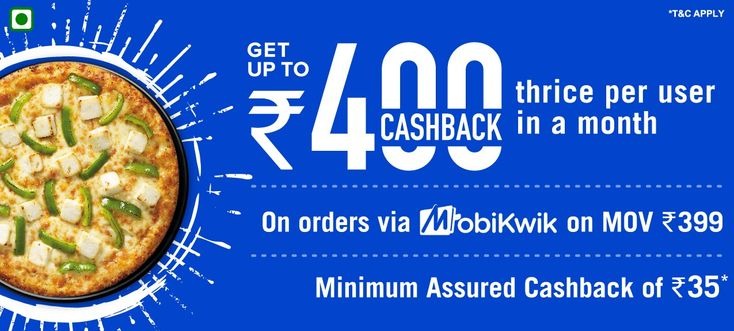 *T&C APPLY
GET
UP TO
₹400
CASHBACK
thrice per user
in a month
On orders via MobiKwik on MOV ₹399
Minimum Assured Cashback of ₹35*